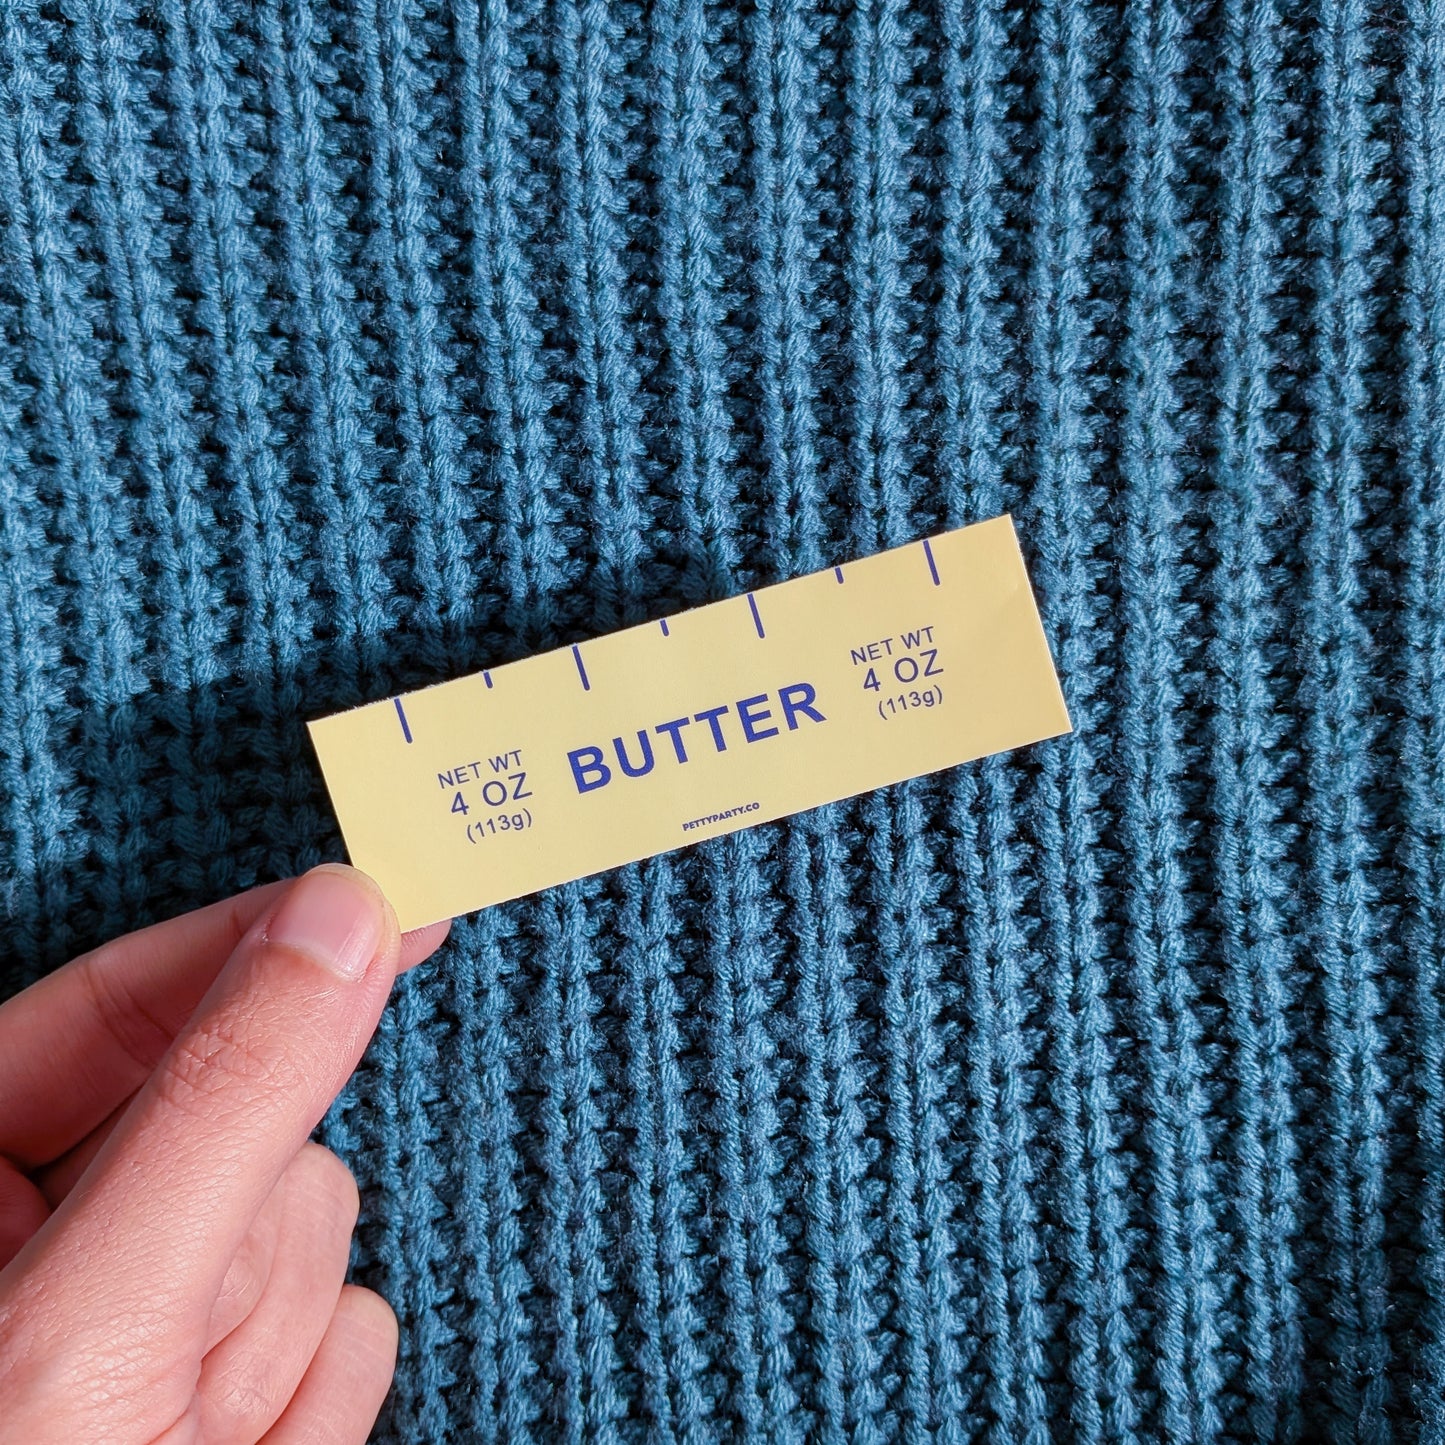 NET WT
4 OZ
(113g)
BUTTER
NET WT
4 OZ
(113g)
PETTYPARTY.CO